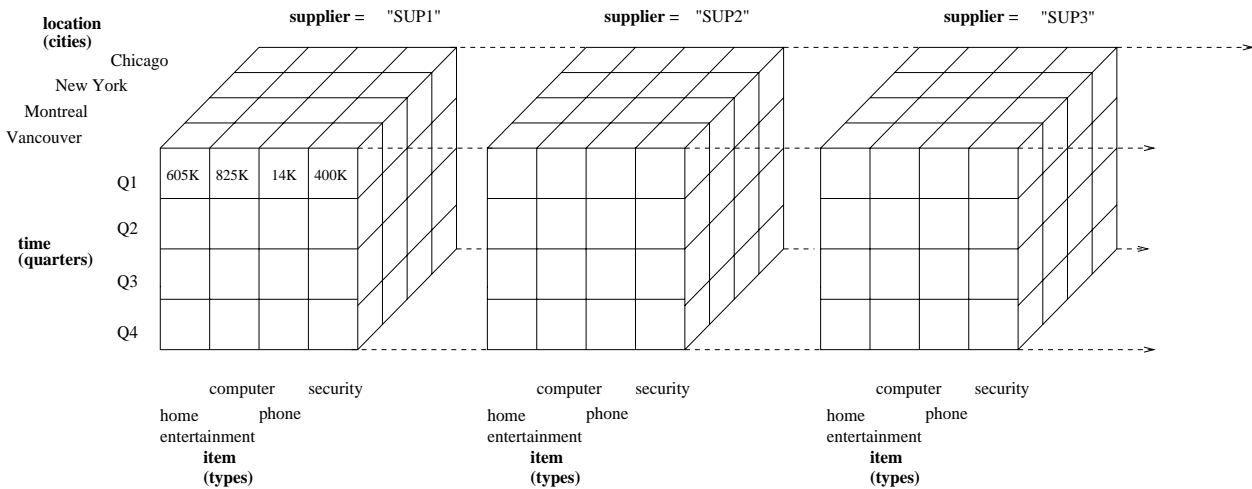 location
(cities)
supplier = "SUP1"
supplier = "SUP2"
supplier = "SUP3"
Chicago
New York
Montreal
Vancouver
Q1
605K 825K 14K 400K
Q2
time
(quarters)
Q3
Q4
computer security
home phone
entertainment
item
(types)
computer security
home phone
entertainment
item
(types)
computer security
home phone
entertainment
item
(types)